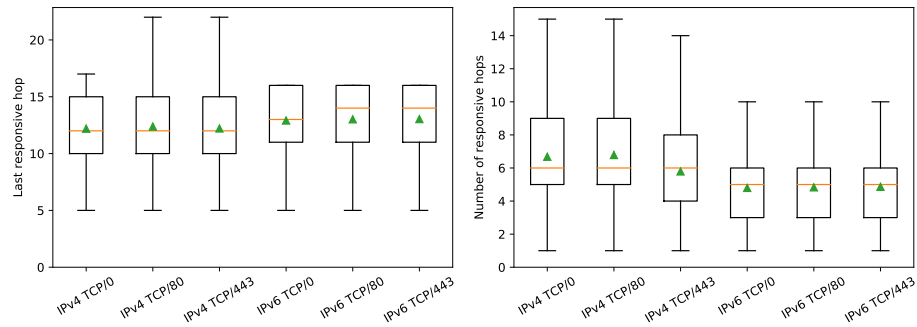 Last responsive hop
20
15
10
5
0
IPv4 TCP/0
IPv4 TCP/80
IPv4 TCP/443
IPv6 TCP/0
IPv6 TCP/80
IPv6 TCP/443
Number of responsive hops
14
12
10
8
6
4
2
0
IPv4 TCP/0
IPv4 TCP/80
IPv4 TCP/443
IPv6 TCP/0
IPv6 TCP/80
IPv6 TCP/443